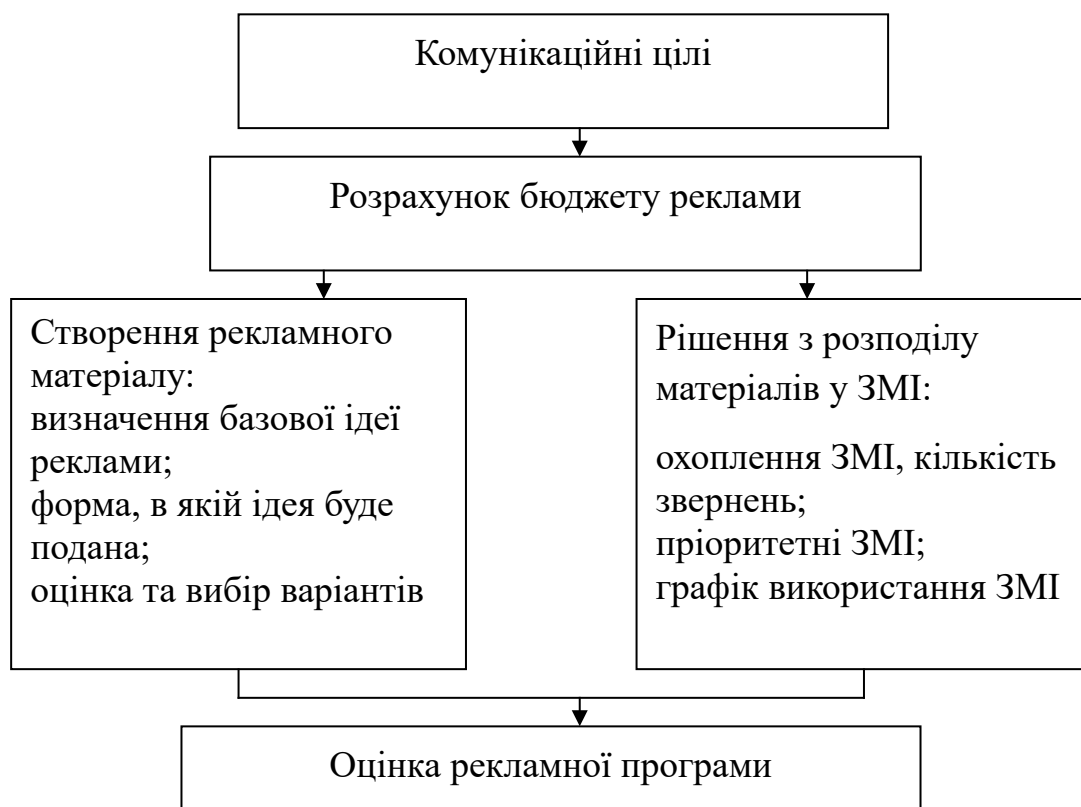 Комунікаційні цілі
Розрахунок бюджету реклами
Створення рекламного
матеріалу:
визначення базової ідеї
реклами;
форма, в якій ідея буде
подана;
оцінка та вибір варіантів
Рішення з розподілу
матеріалів у ЗМІ:
охоплення ЗМІ, кількість
звернень;
пріоритетні ЗМІ;
графік використання ЗМІ
Оцінка рекламної програми